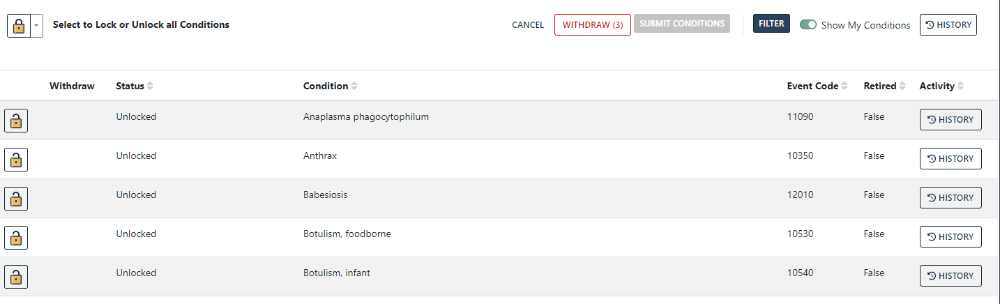 Select to Lock or Unlock all Conditions CANCEL WITHDRAW (3) SUBMIT CONDITIONS FILTER Show My Conditions HISTORY
Withdraw Status Condition Event Code Retired Activity
Unlocked Anaplasma phagocytophilum 11090 False HISTORY
Unlocked Anthrax 10350 False HISTORY
Unlocked Babesiosis 12010 False HISTORY
Unlocked Botulism, foodborne 10530 False HISTORY
Unlocked Botulism, infant 10540 False HISTORY